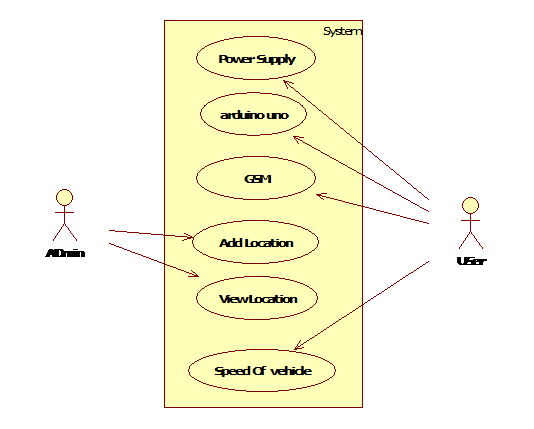 System
Power Supply
arduino uno
GSM
Add Location
ADmin
USer
View Location
Speed Of vehicle